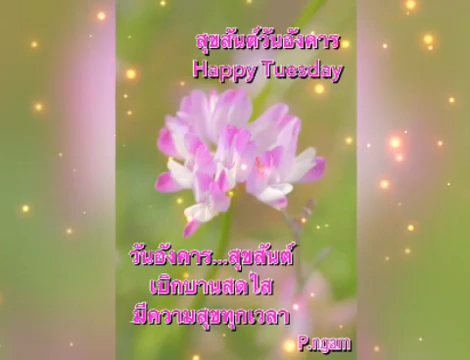 สุขสันต์วันอังคาร
Happy Tuesday
วันอังคาร...สุขสันต์
เบิกบานสดใส
มีความสุขทุกเวลา
P.ngam